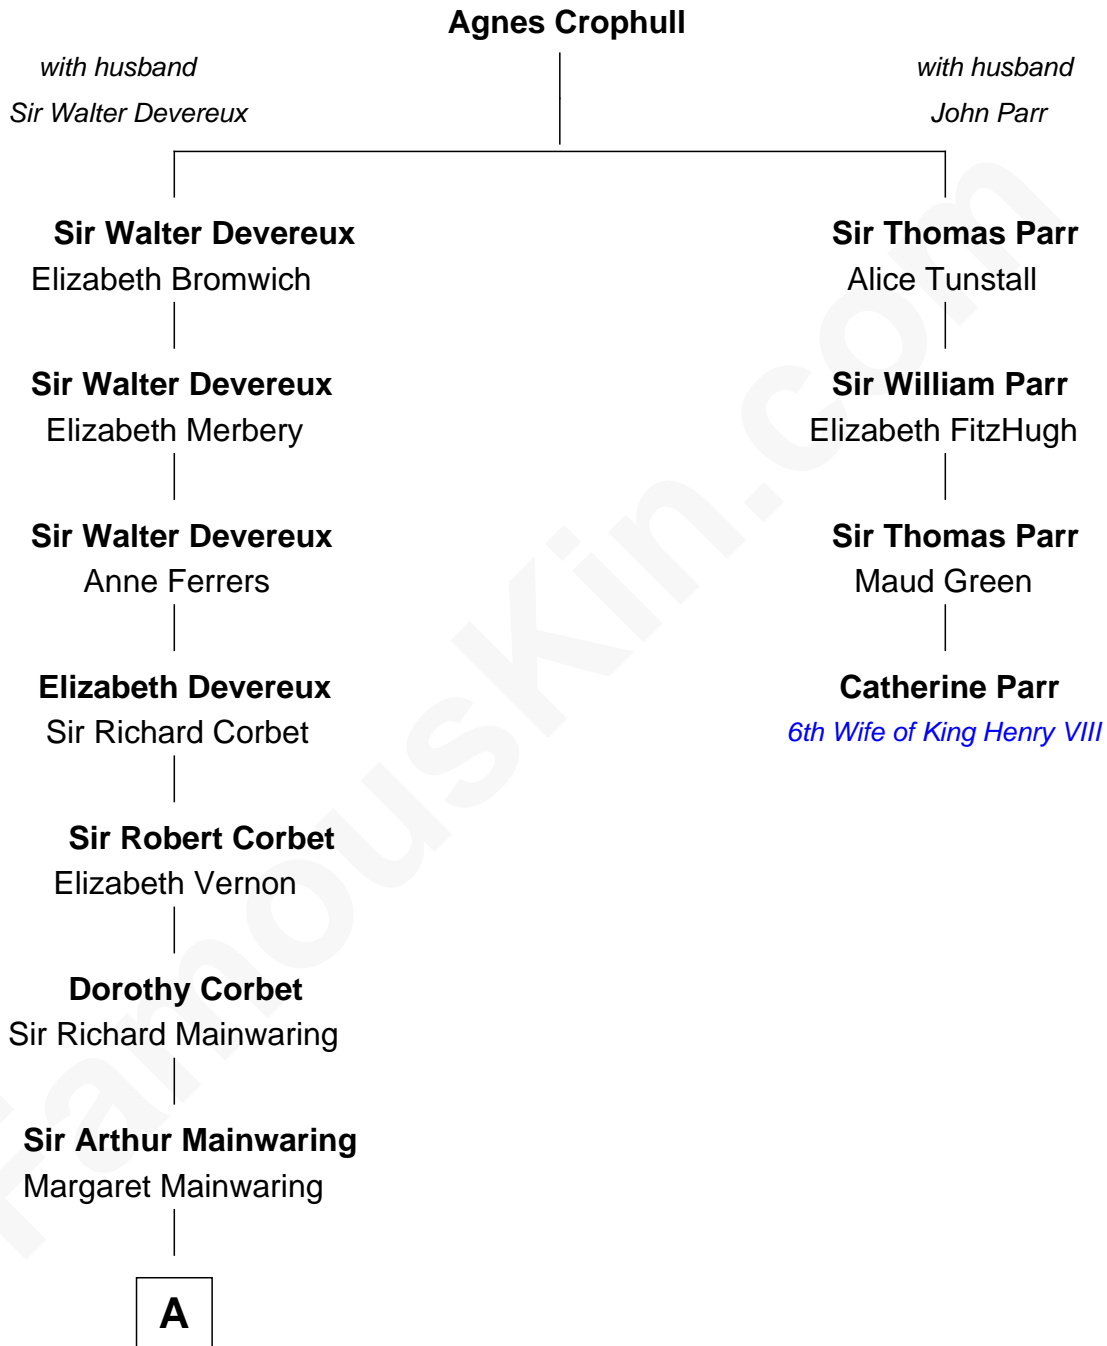 Agnes Crophull
with husband
Sir Walter Devereux
with husband
John Parr
Sir Walter Devereux
Elizabeth Bromwich
Sir Walter Devereux
Elizabeth Merbery
Sir Walter Devereux
Anne Ferrers
Elizabeth Devereux
Sir Richard Corbet
Sir Robert Corbet
Elizabeth Vernon
Dorothy Corbet
Sir Richard Mainwaring
Sir Arthur Mainwaring
Margaret Mainwaring
A
Sir Thomas Parr
Alice Tunstall
Sir William Parr
Elizabeth FitzHugh
Sir Thomas Parr
Maud Green
Catherine Parr
6th Wife of King Henry VIII
FamousKin.com